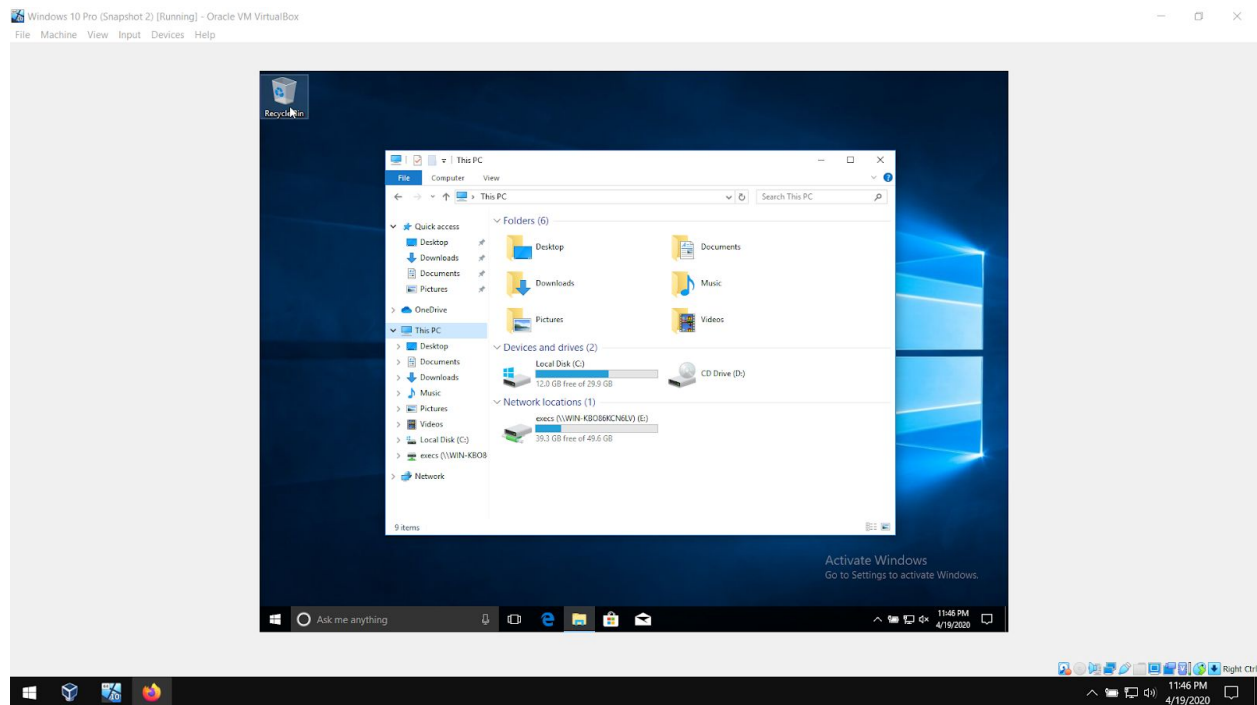 Windows 10 Pro (Snapshot 2) [Running] - Oracle VM VirtualBox
File Machine View Input Devices Help
Recycle Bin
This PC
File Computer View
This PC
Search This PC
Quick access
Desktop
Downloads
Documents
Pictures
OneDrive
This PC
Desktop
Documents
Downloads
Music
Pictures
Videos
Local Disk (C:)
execs (\\WIN-KBO8
Network
Folders (6)
Desktop
Documents
Downloads
Music
Pictures
Videos
Devices and drives (2)
Local Disk (C:)
12.0 GB free of 29.9 GB
CD Drive (D:)
Network locations (1)
execs (\\WIN-KBO86KCN6LV) (E:)
39.3 GB free of 49.6 GB
9 items
Activate Windows
Go to Settings to activate Windows.
Ask me anything
11:46 PM
4/19/2020
Right Ctrl
11:46 PM
4/19/2020